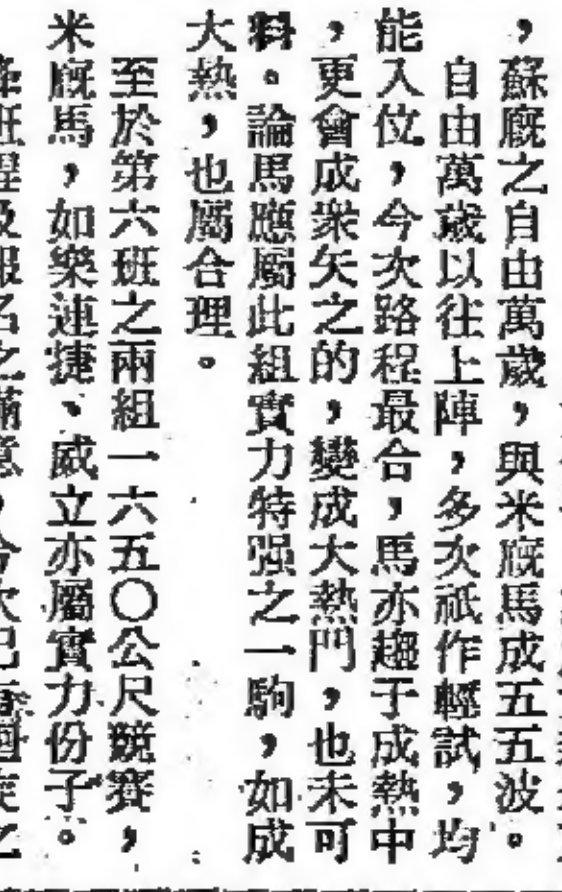 ，蘇廐之自由萬歲，與米廐馬成五五波。
自由萬歲以往上陣，多次祇作輕試，均
能入位，今次路程最合，馬亦趨于成熱中
，更會成衆矢之的，變成大熱門，也未可
料。論馬應屬此組實力特强之一駒，如成
大熱，也屬合理。
至於第六班之兩組一六五〇公尺競賽，
米廐馬，如樂連捷、威立亦屬實力份子。